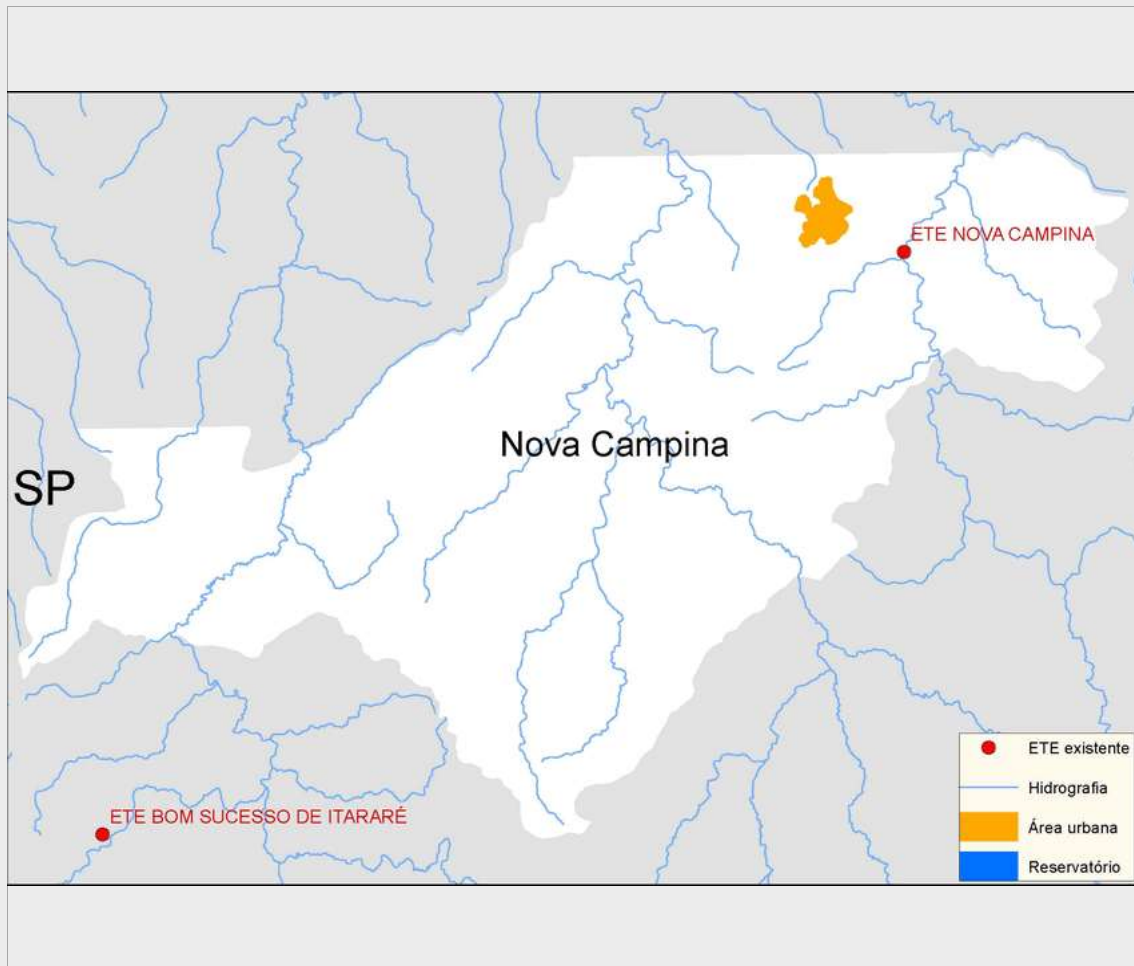 ETE NOVA CAMPINA
Nova Campina
SP
ETE BOM SUCESSO DE ITARARÉ
ETE existente
Hidrografia
Área urbana
Reservatório